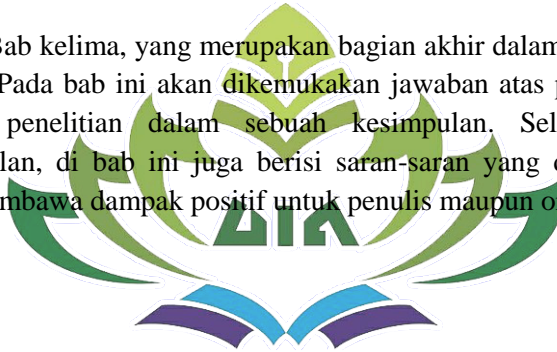 Bab kelima, yang merupakan bagian akhir dalam
Pada bab ini akan dikemukakan jawaban atas
penelitian dalam sebuah kesimpulan. Sel
lan, di bab ini juga berisi saran-saran yang
mbawa dampak positif untuk penulis maupun
UIN